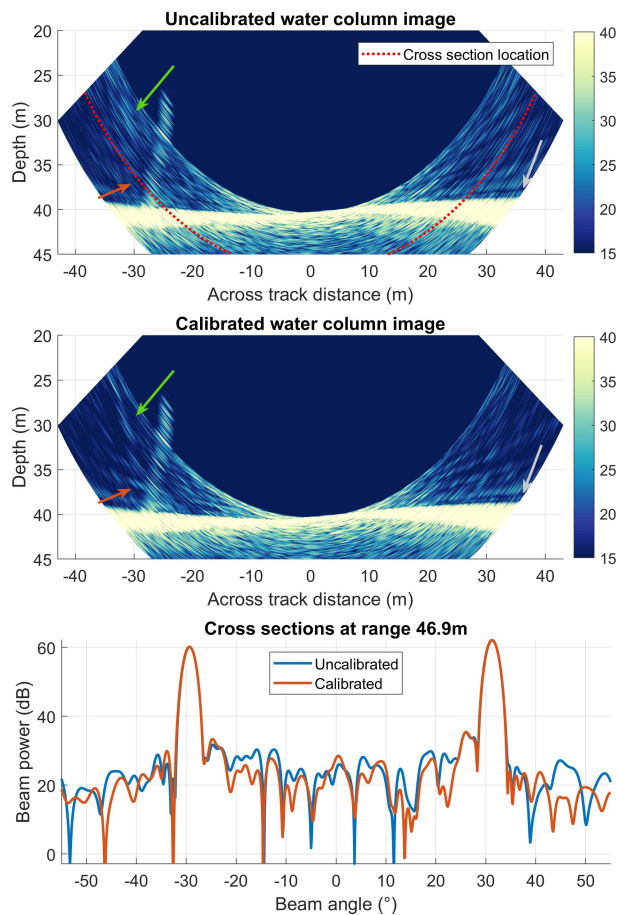 Uncalibrated water column image
Cross section location
20
25
30
35
40
45
Depth (m)
-40 -30 -20 -10 0 10 20 30 40
Across track distance (m)
40
35
30
25
20
15
Calibrated water column image
20
25
30
35
40
45
Depth (m)
-40 -30 -20 -10 0 10 20 30 40
Across track distance (m)
40
35
30
25
20
15
Cross sections at range 46.9m
Uncalibrated
Calibrated
60
40
20
0
Beam power (dB)
-50 -40 -30 -20 -10 0 10 20 30 40 50
Beam angle (°)